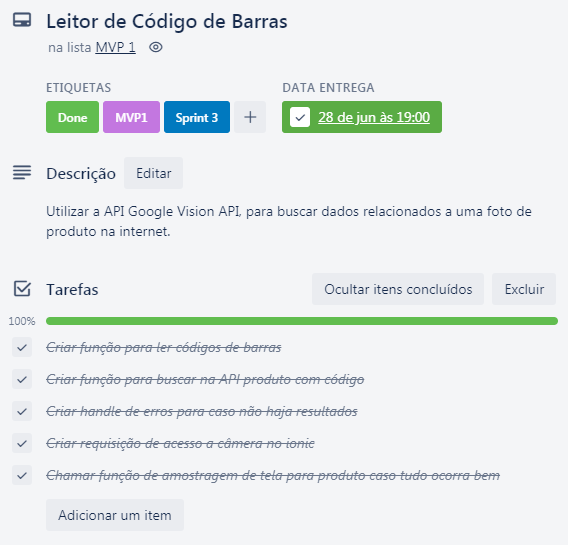 Leitor de Código de Barras
na lista MVP 1
ETIQUETAS
DATA ENTREGA
Done MVP1 Sprint 3 +
28 de jun às 19:00
Descrição Editar
Utilizar a API Google Vision API, para buscar dados relacionados a uma foto de
produto na internet.
Tarefas Ocultar itens concluídos Excluir
100%
Criar função para ler códigos de barras
Criar função para buscar na API produto com código
Criar handle de erros para caso não haja resultados
Criar requisição de acesso a câmera no ionic
Chamar função de amostragem de tela para produto caso tudo ocorra bem
Adicionar um item